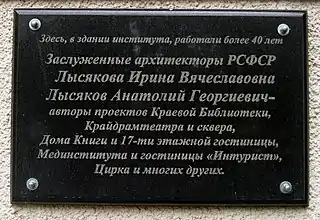 Здесь, в здании института, работали более 40 лет
Заслуженные архитекторы РСФСР
Лысякова Ирина Вячеславовна
Лысяков Анатолий Георгиевич-
авторы проектов Краевой Библиотеки,
Крайдрамтеатра и сквера,
Дома Книги и 17-ти этажной гостиницы,
Мединститута и гостиницы «Интурист»,
Цирка и многих других.